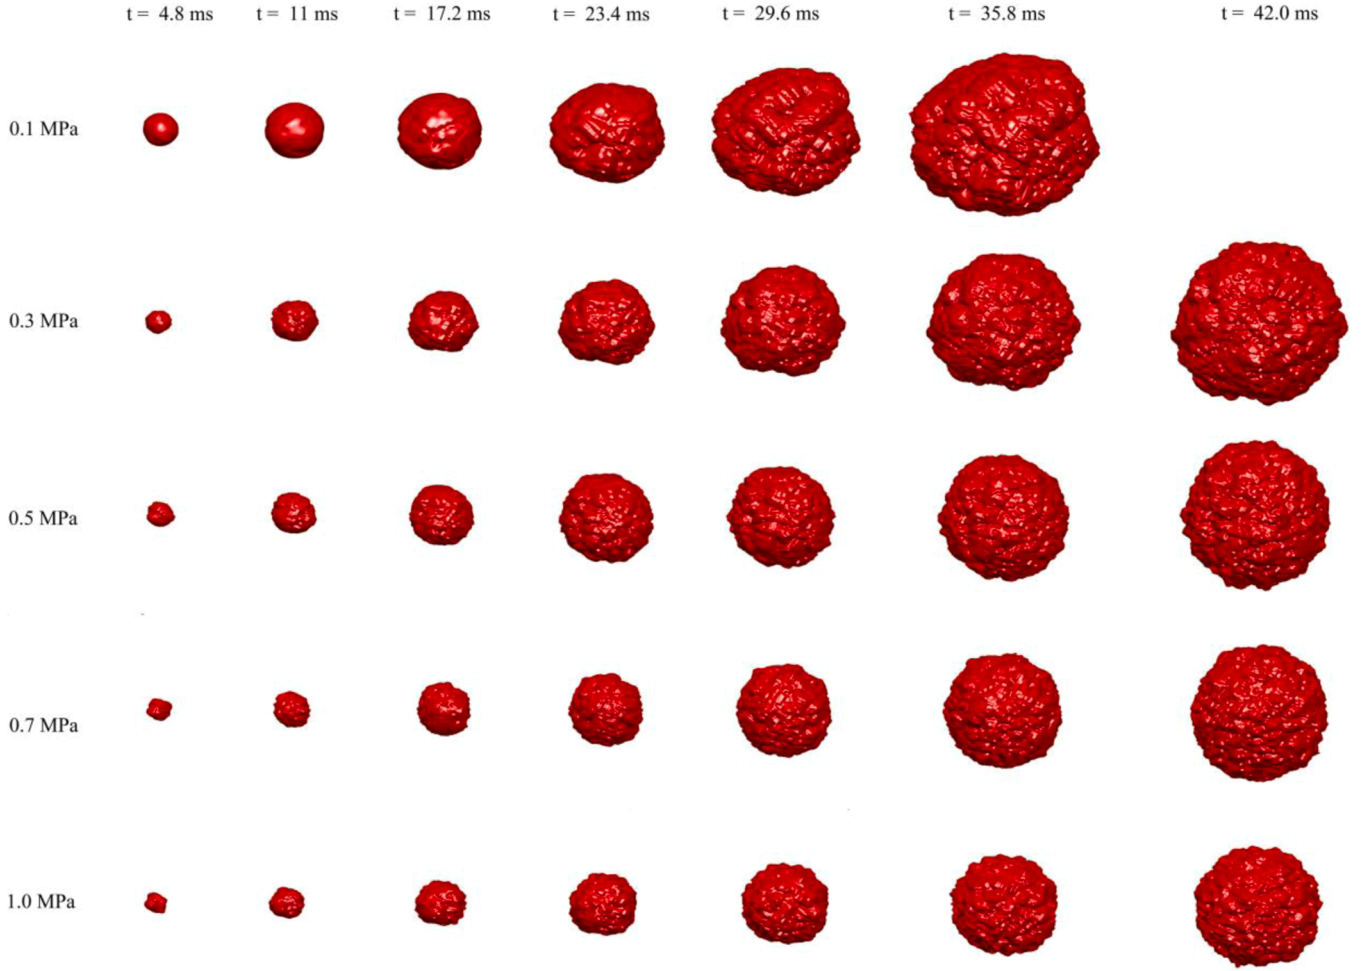 t = 4.8 ms t = 11 ms t = 17.2 ms t = 23.4 ms t = 29.6 ms t = 35.8 ms t = 42.0 ms
0.1 MPa
0.3 MPa
0.5 MPa
0.7 MPa
1.0 MPa